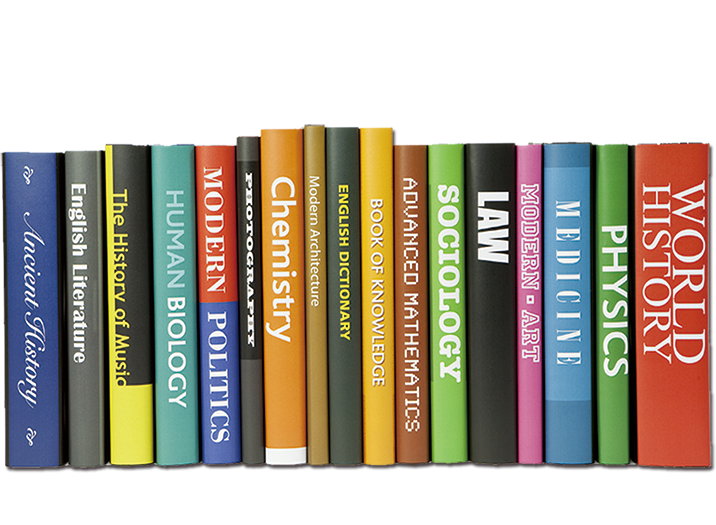 Ancient History
English Literature
The History of Music
HUMAN BIOLOGY
MODERN POLITICS
PHOTOGRAPHY
Chemistry
Modern Architecture
ENGLISH DICTIONARY
BOOK OF KNOWLEDGE
ADVANCED MATHEMATICS
SOCIOLOGY
LAW
MODERN · ART
MEDICINE
PHYSICS
WORLD
HISTORY